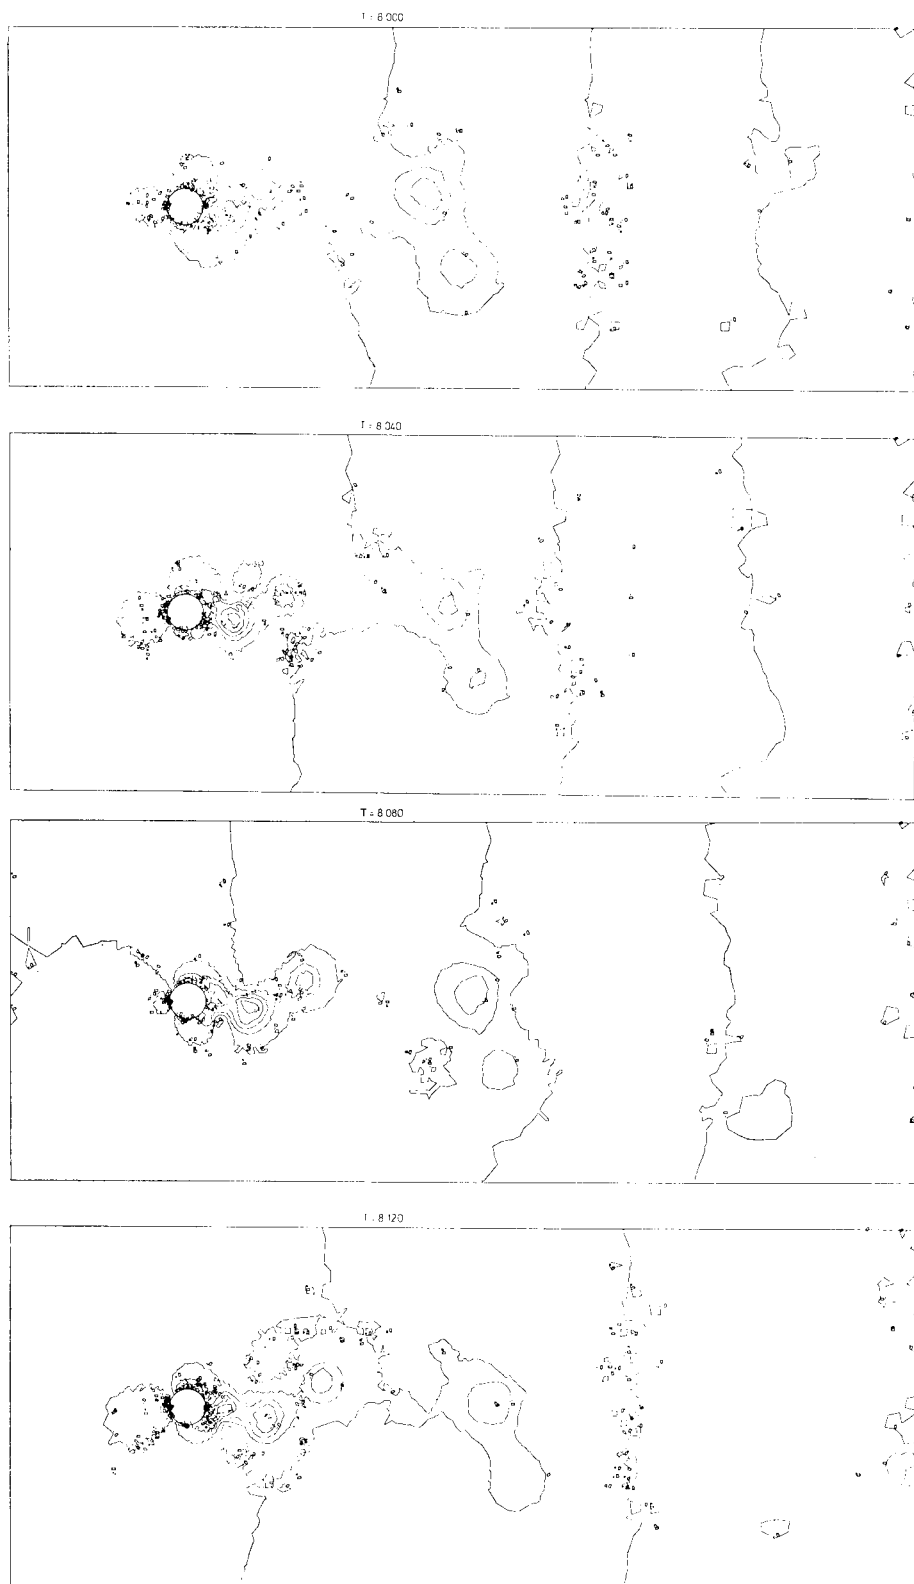 T = 8.000
T = 8.040
T = 8.080
T = 8.120